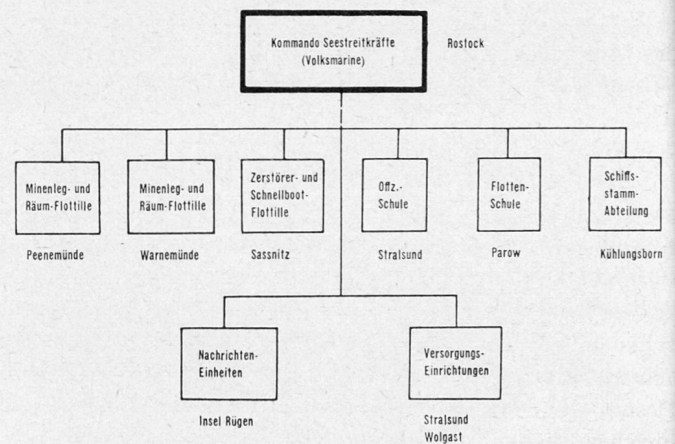 Kommando Seestreitkräfte
(Volksmarine)
Rostock
Minenleg- und
Räum-Flottille
Peenemünde
Minenleg- und
Räum-Flottille
Warnemünde
Zerstörer- und
Schnellboot-
Flottille
Sassnitz
Offz.-
Schule
Stralsund
Flotten-
Schule
Parow
Schiffs-
stamm-
Abteilung
Kühlungsborn
Nachrichten-
Einheiten
Insel Rügen
Versorgungs-
Einrichtungen
Stralsund
Wolgast